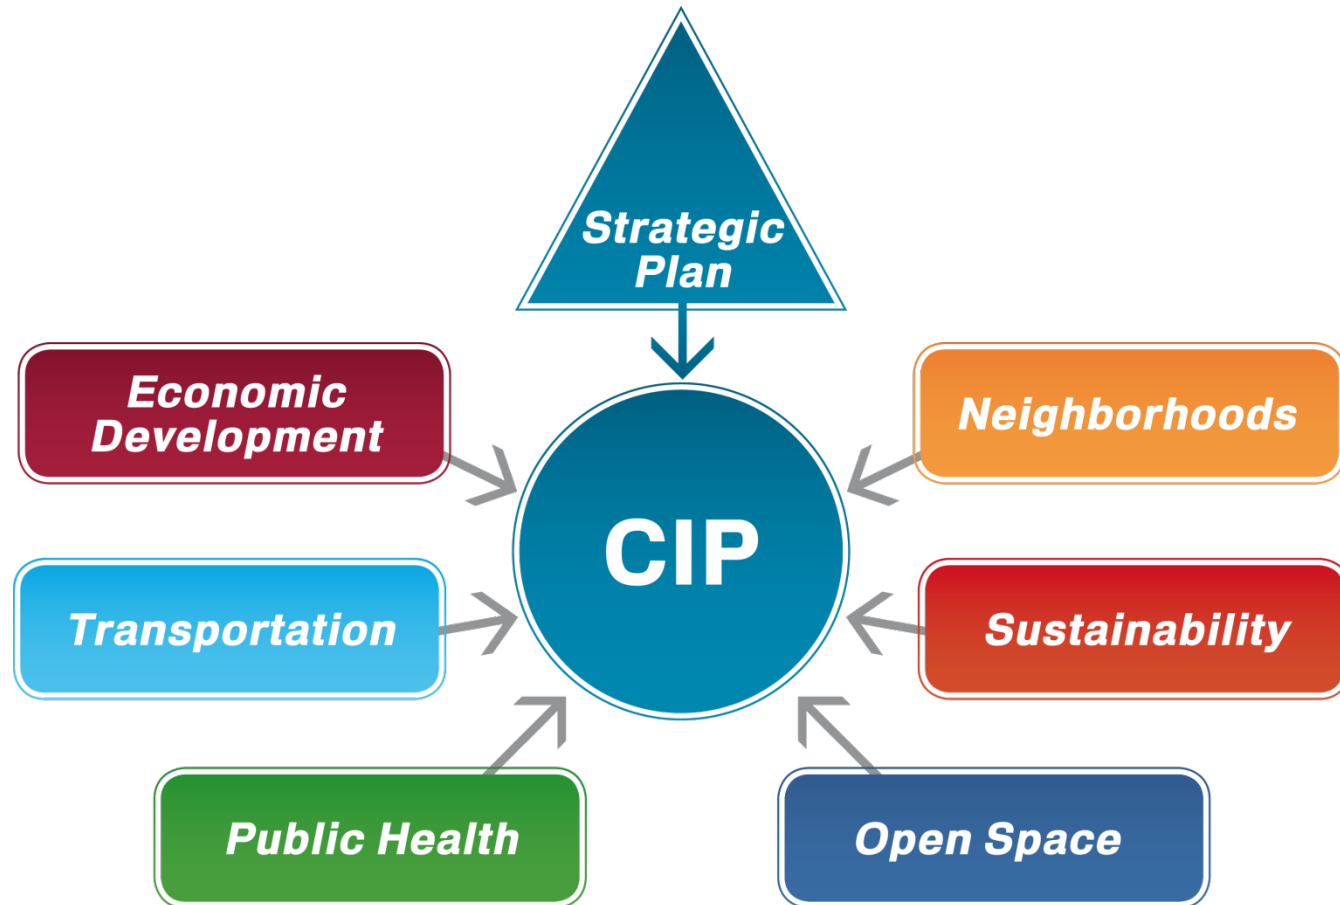 Strategic
Plan
Economic
Development
Neighborhoods
CIP
Transportation
Sustainability
Public Health
Open Space